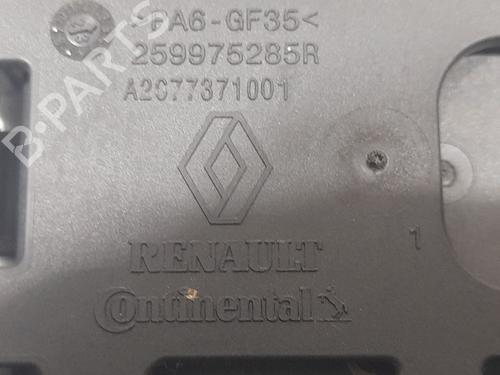 >PA6-GF35<
259975285R
A2C77371001
1
RENAULT
Continental
B-PARTS